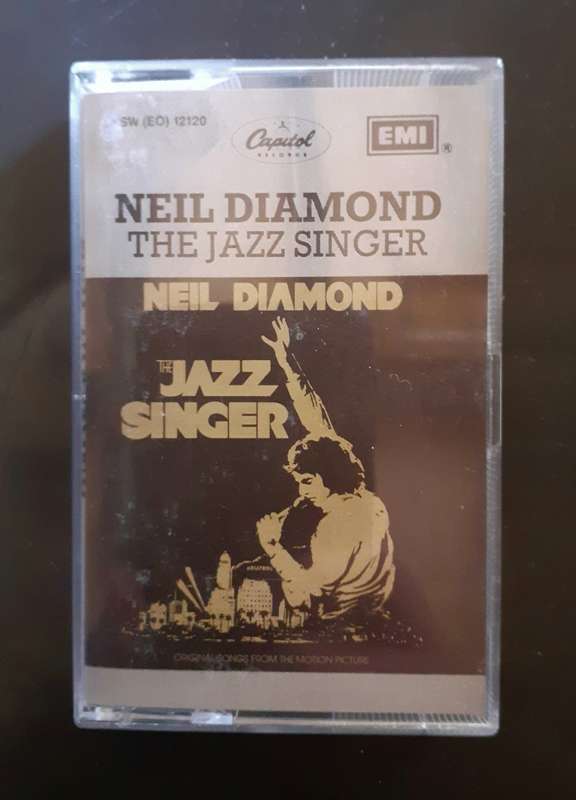 SW (EO) 12120
Capitol
RECORDS
EMI
®
NEIL DIAMOND
THE JAZZ SINGER
NEIL DIAMOND
THE
JAZZ
SINGER
ORIGINAL SONGS FROM THE MOTION PICTURE